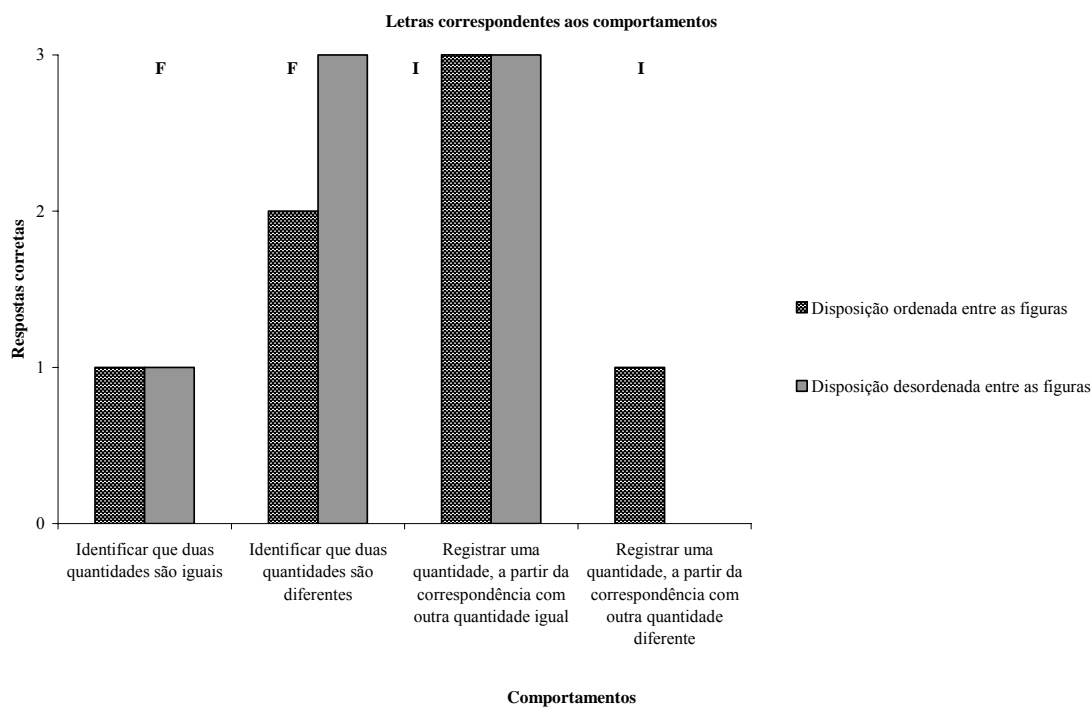 Letras correspondentes aos comportamentos
F F I I
3
2
1
0
Respostas corretas
Identificar que duas
quantidades são iguais
Identificar que duas
quantidades são
diferentes
Registrar uma
quantidade, a partir da
correspondência com
outra quantidade igual
Registrar uma
quantidade, a partir da
correspondência com
outra quantidade
diferente
Comportamentos
Disposição ordenada entre as figuras
Disposição desordenada entre as figuras